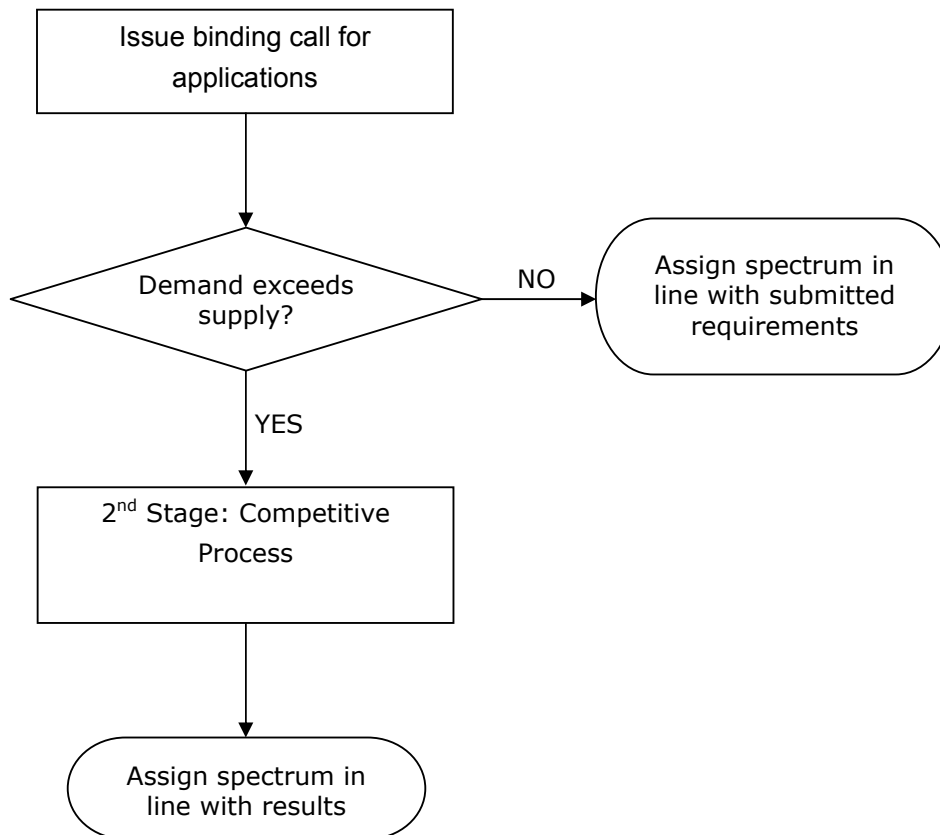 Issue binding call for
applications
Demand exceeds
supply?
NO
Assign spectrum in
line with submitted
requirements
YES
2nd Stage: Competitive
Process
Assign spectrum in
line with results